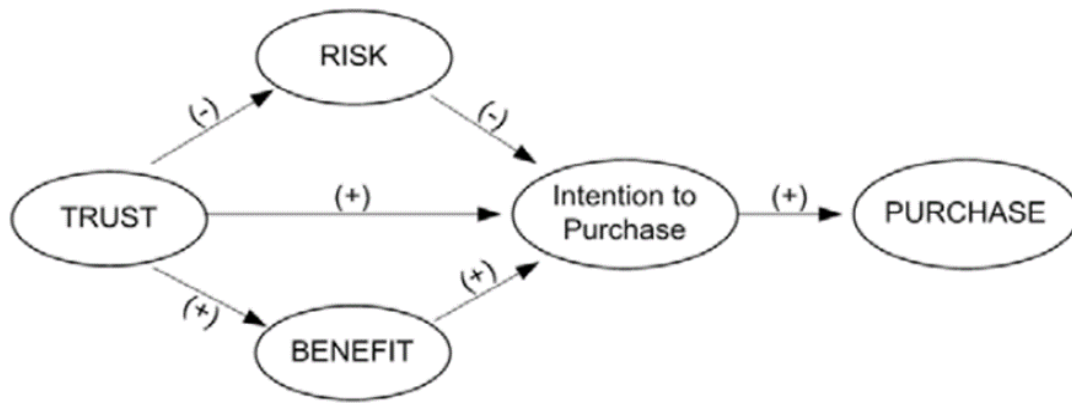 RISK
(-)
(-)
TRUST
(+)
Intention to
Purchase
(+)
PURCHASE
(+)
(+)
BENEFIT